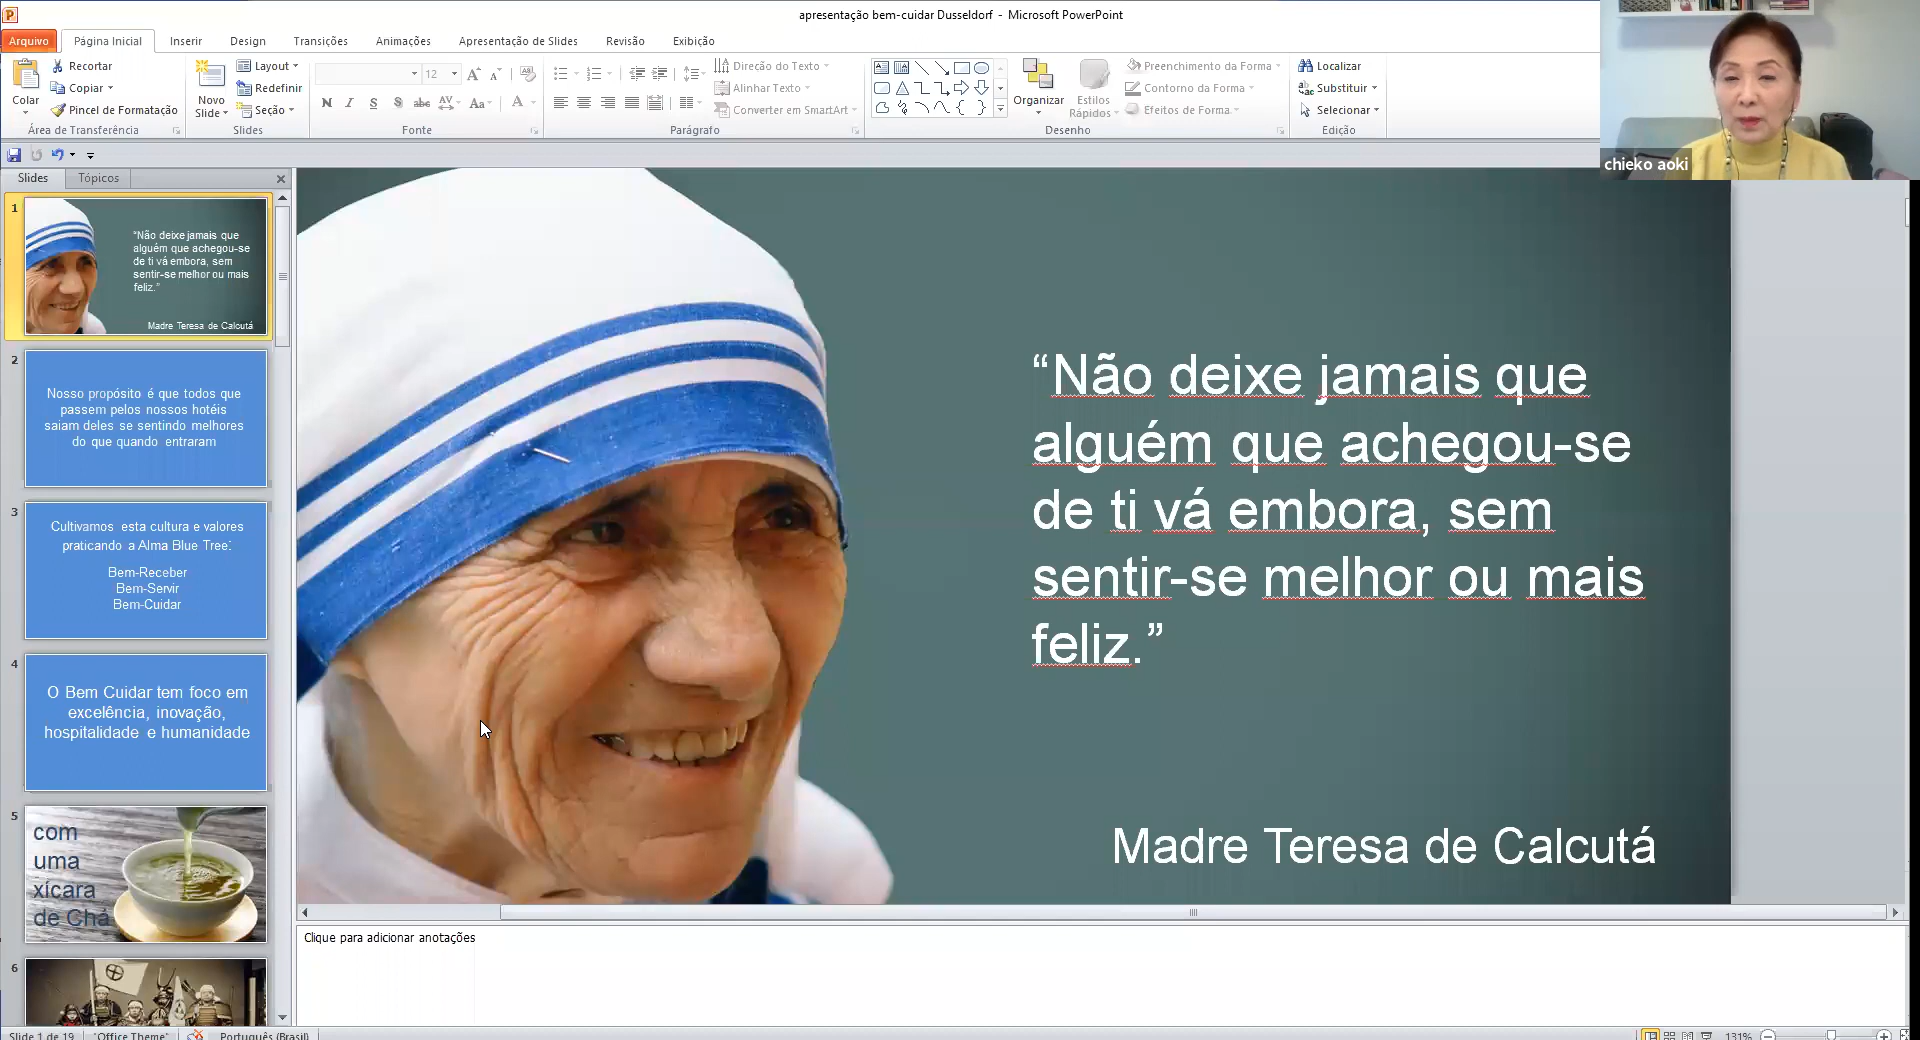 apresentação bem-cuidar Dusseldorf - Microsoft PowerPoint
Arquivo
Página Inicial
Inserir
Design
Transições
Animações
Apresentação de Slides
Revisão
Exibição
Colar
Recortar
Copiar
Pincel de Formatação
Área de Transferência
Novo
Slide
Layout
Redefinir
Seção
Slides
12
Fonte
Direção do Texto
Alinhar Texto
Converter em SmartArt
Parágrafo
Organizar
Estilos
Rápidos
Preenchimento da Forma
Contorno da Forma
Efeitos de Forma
Desenho
Localizar
Substituir
Selecionar
Edição
chieko aoki
Slides
Tópicos
1
“Não deixe jamais que
alguém que achegou-se
de ti vá embora, sem
sentir-se melhor ou mais
feliz.”
Madre Teresa de Calcutá
2
Nosso propósito é que todos que
passem pelos nossos hotéis
saiam deles se sentindo melhores
do que quando entraram
3
Cultivamos esta cultura e valores
praticando a Alma Blue Tree:
Bem-Receber
Bem-Servir
Bem-Cuidar
4
O Bem Cuidar tem foco em
excelência, inovação,
hospitalidade e humanidade
5
com
uma
xícara
de Chá
6
“Não deixe jamais que
alguém que achegou-se
de ti vá embora, sem
sentir-se melhor ou mais
feliz.”
Madre Teresa de Calcutá
Clique para adicionar anotações
Slide 1 de 19
"Office Theme"
Português (Brasil)
131%